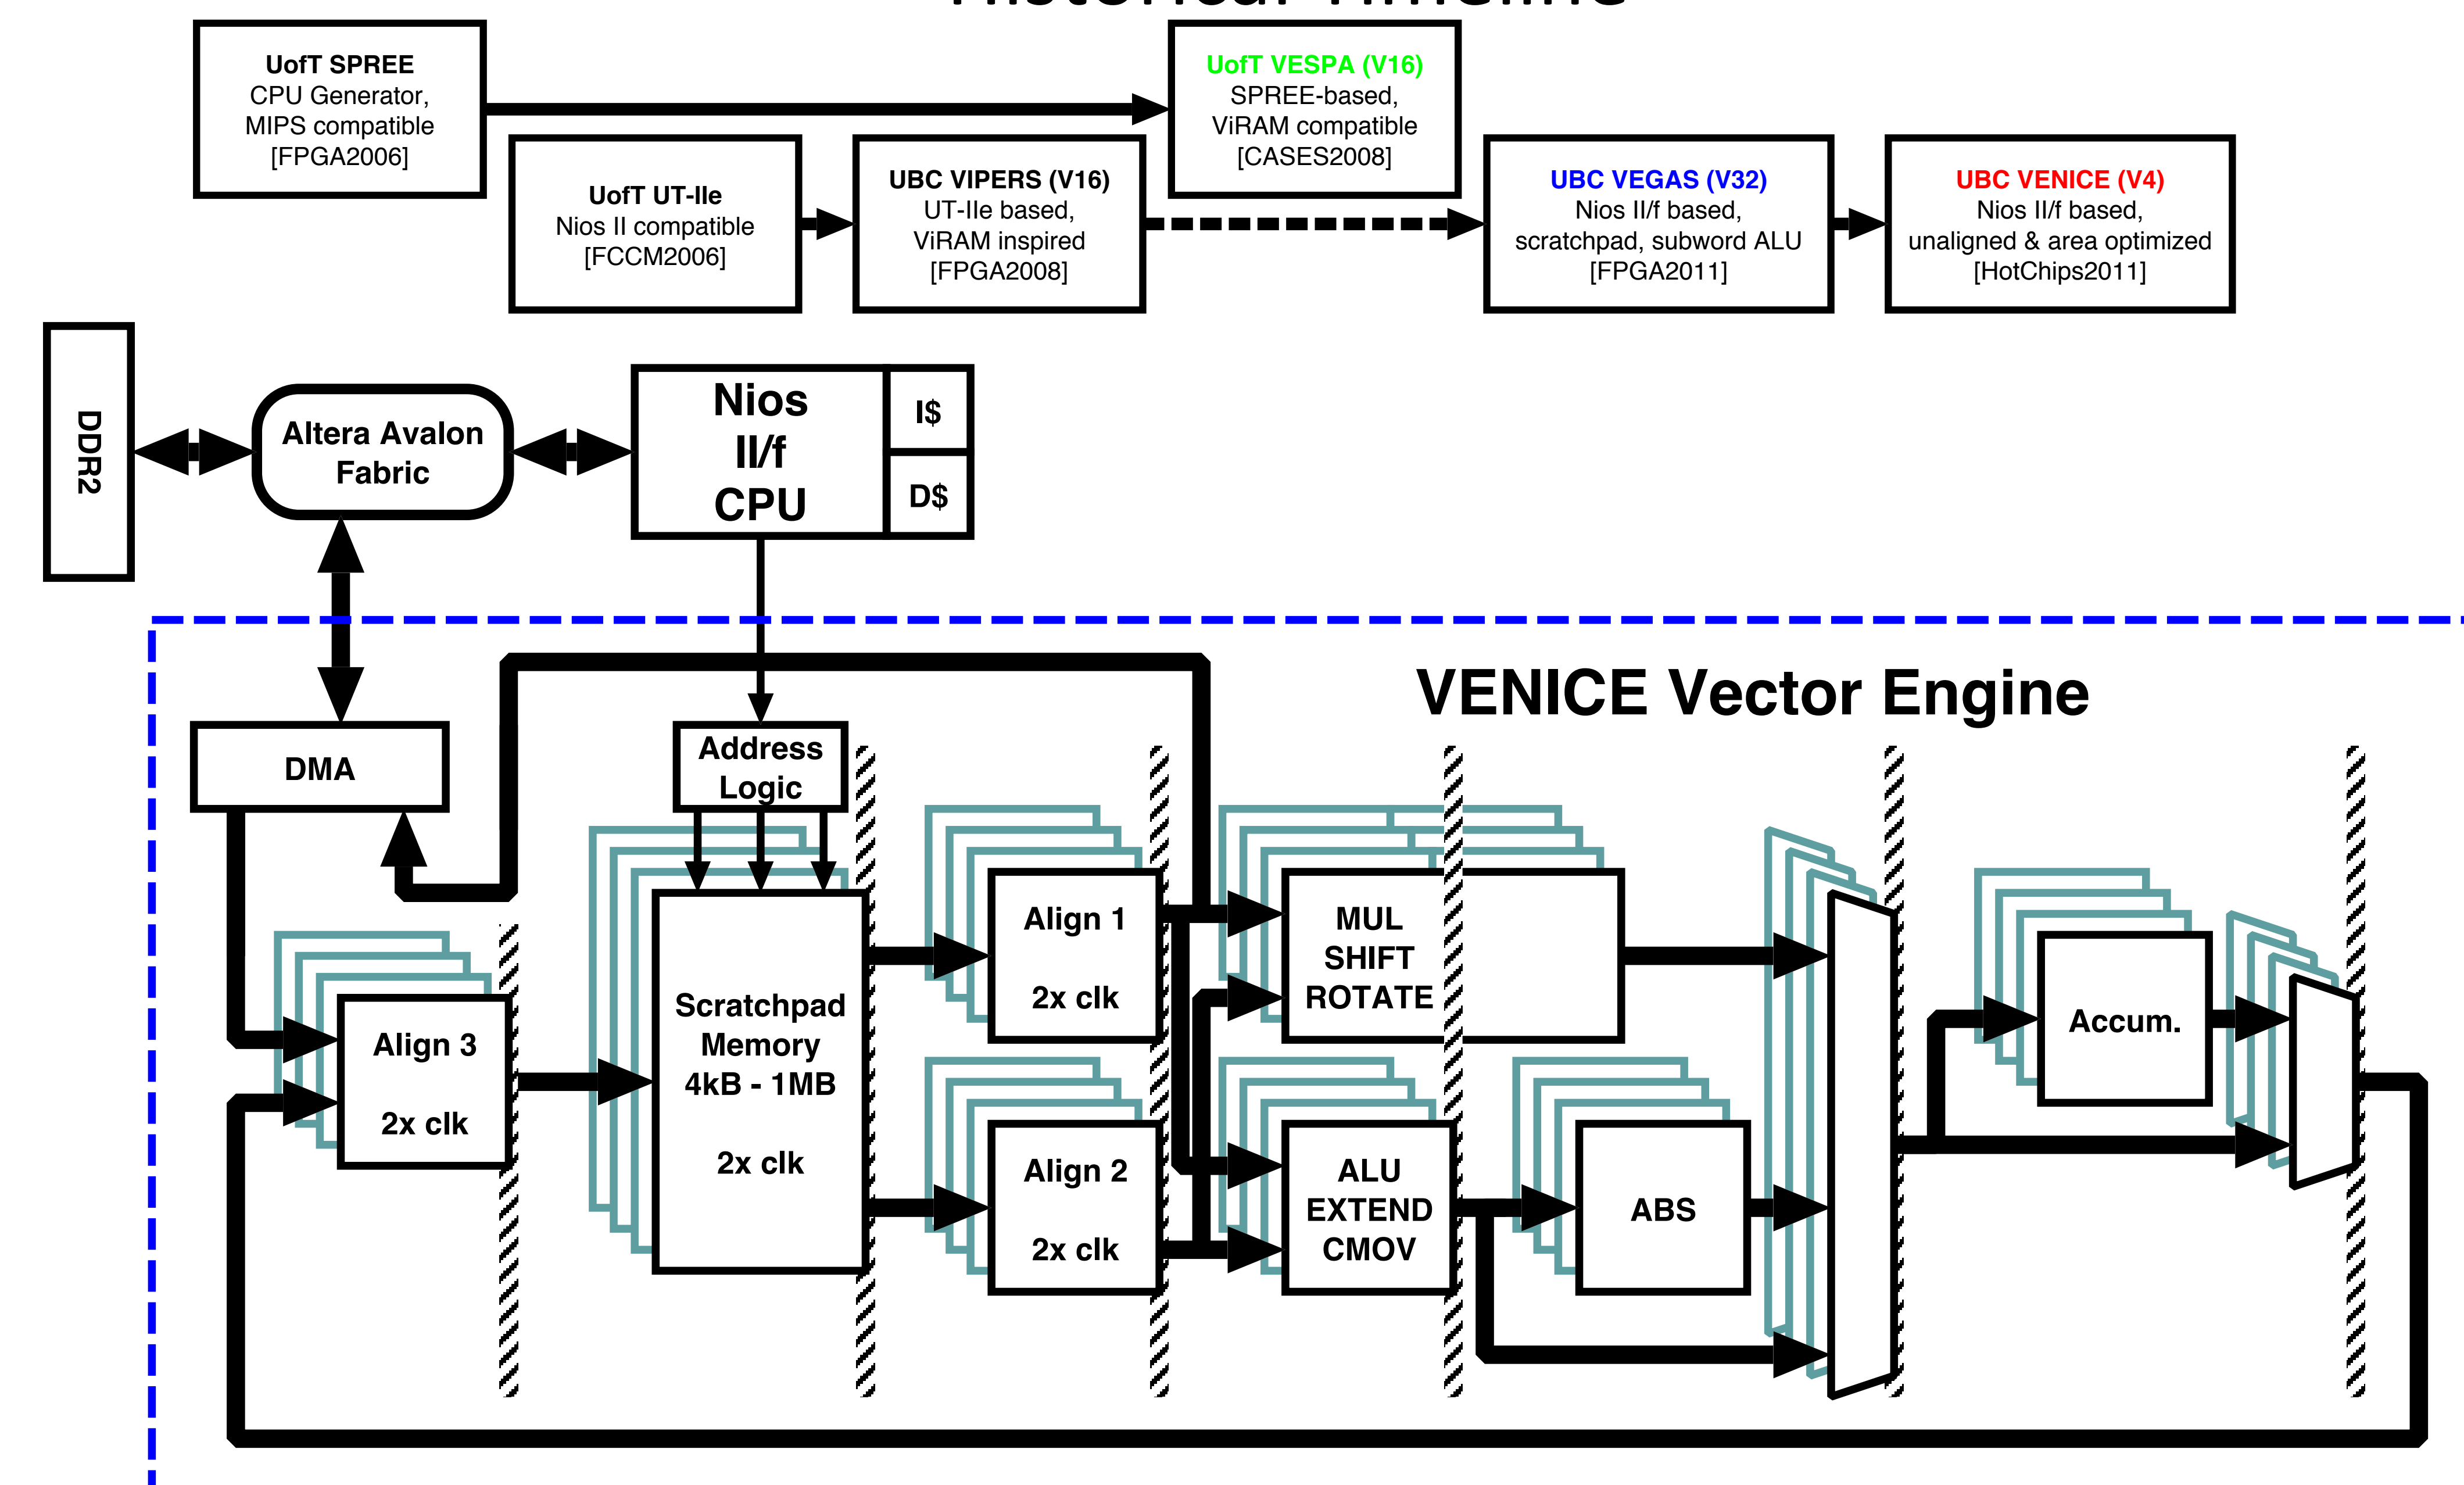 Historical Timeline
UofT SPREE
CPU Generator,
MIPS compatible
[FPGA2006]
UofT UT-IIe
Nios II compatible
[FCCM2006]
UBC VIPERS (V16)
UT-IIe based,
ViRAM inspired
[FPGA2008]
UofT VESPA (V16)
SPREE-based,
ViRAM compatible
[CASES2008]
UBC VEGAS (V32)
Nios II/f based,
scratchpad, subword ALU
[FPGA2011]
UBC VENICE (V4)
Nios II/f based,
unaligned & area optimized
[HotChips2011]
DDR2
Altera Avalon
Fabric
Nios
II/f
CPU
I$
D$
VENICE Vector Engine
DMA
Address
Logic
Align 3
2x clk
Scratchpad
Memory
4kB - 1MB
2x clk
Align 1
2x clk
Align 2
2x clk
MUL
SHIFT
ROTATE
ALU
EXTEND
CMOV
ABS
Accum.